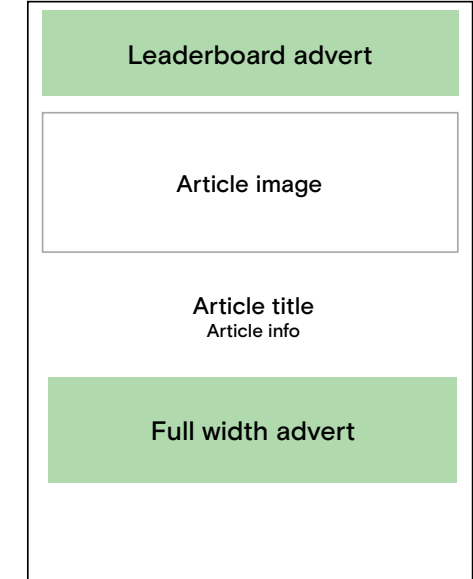 Leaderboard advert
Article image
Article title
Article info
Full width advert